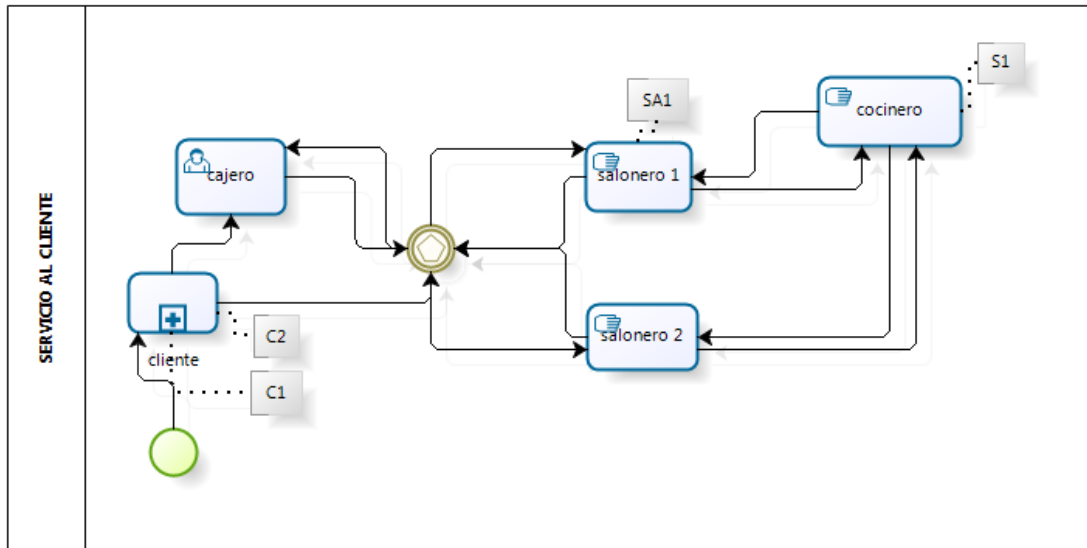 SERVICIO AL CLIENTE
S1
SA1
cocinero
cajero
salonero 1
salonero 2
C2
cliente
C1